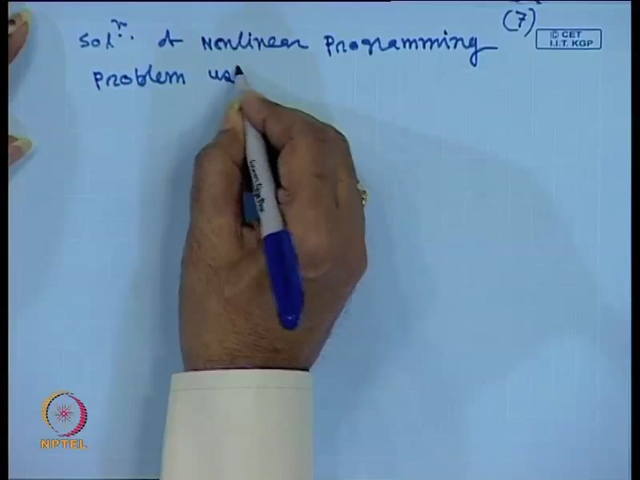 (7)
© CET
I.I.T. KGP
Solⁿ. of Nonlinear Programming
problem us
NPTEL